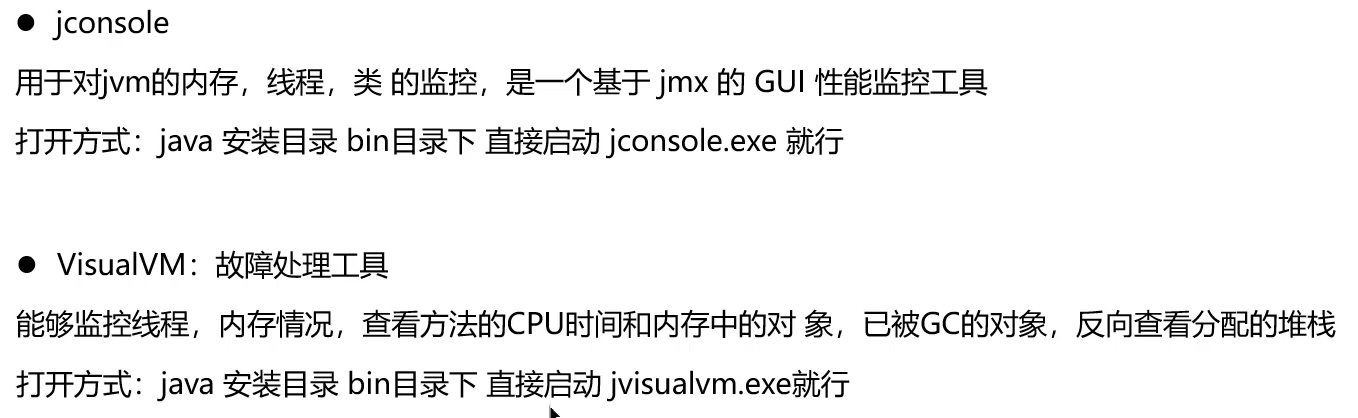 ● jconsole
用于对jvm的内存，线程，类 的监控，是一个基于 jmx 的 GUI 性能监控工具
打开方式：java 安装目录 bin目录下 直接启动 jconsole.exe 就行
● VisualVM：故障处理工具
能够监控线程，内存情况，查看方法的CPU时间和内存中的对 象，已被GC的对象，反向查看分配的堆栈
打开方式：java 安装目录 bin目录下 直接启动 jvisualvm.exe就行